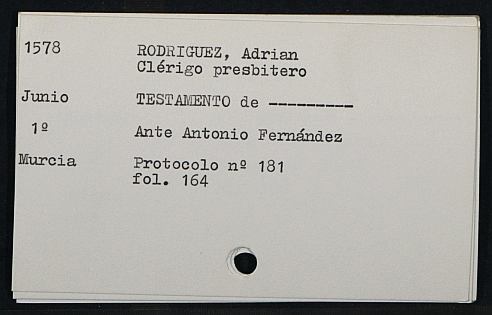 1578 RODRIGUEZ, Adrian
Clérigo presbitero
Junio TESTAMENTO de ---------
1º Ante Antonio Fernández
Murcia Protocolo nº 181
fol. 164